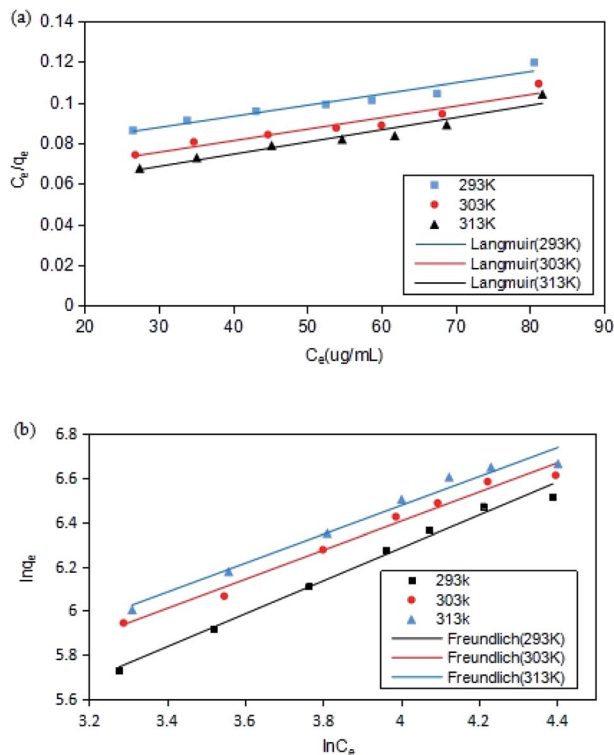 (a)
0.14
0.12
0.1
0.08
0.06
0.04
0.02
0
Ce/qe
293K
303K
313K
Langmuir(293K)
Langmuir(303K)
Langmuir(313K)
20 30 40 50 60 70 80 90
Ce(ug/mL)
(b)
6.8
6.6
6.4
6.2
6
5.8
5.6
lnqe
293k
303k
313k
Freundlich(293K)
Freundlich(303K)
Freundlich(313K)
3.2 3.4 3.6 3.8 4 4.2 4.4
lnCe